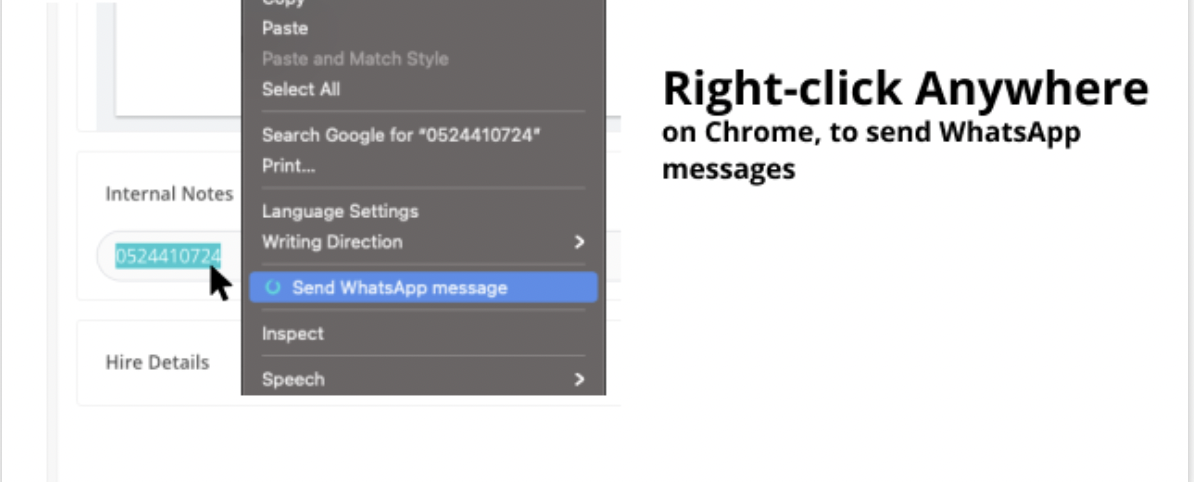 Copy
Paste
Paste and Match Style
Select All
Search Google for "0524410724"
Print...
Internal Notes
Language Settings
Writing Direction
0524410724
Send WhatsApp message
Inspect
Hire Details
Speech
Right-click Anywhere
on Chrome, to send WhatsApp
messages